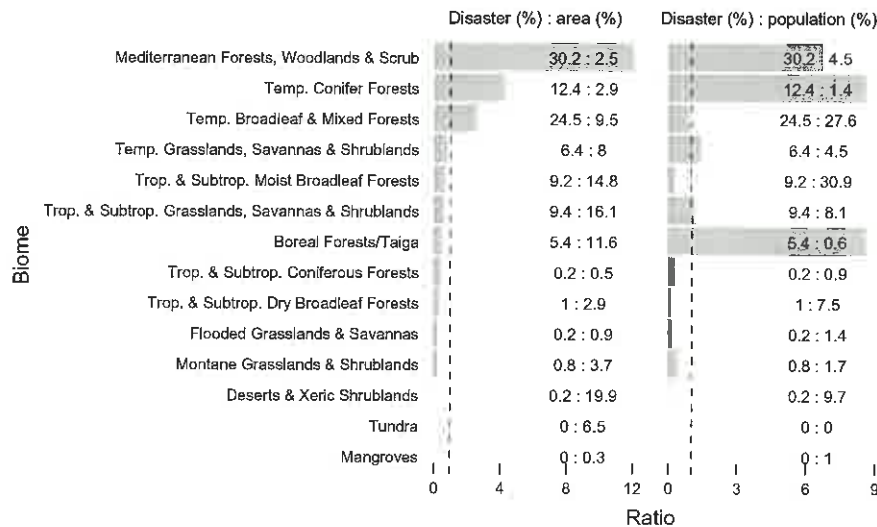 Disaster (%) : area (%) Disaster (%) : population (%)
Mediterranean Forests, Woodlands & Scrub 30.2 : 2.5 30.2 4.5
Temp. Conifer Forests 12.4 : 2.9 12.4 : 1.4
Temp. Broadleaf & Mixed Forests 24.5 : 9.5 24.5 : 27.6
Temp. Grasslands, Savannas & Shrublands 6.4 : 8 6.4 : 4.5
Trop. & Subtrop. Moist Broadleaf Forests 9.2 : 14.8 9.2 : 30.9
Trop. & Subtrop. Grasslands, Savannas & Shrublands 9.4 : 16.1 9.4 : 8.1
Boreal Forests/Taiga 5.4 : 11.6 5.4 : 0.6
Trop. & Subtrop. Coniferous Forests 0.2 : 0.5 0.2 : 0.9
Trop. & Subtrop. Dry Broadleaf Forests 1 : 2.9 1 : 7.5
Flooded Grasslands & Savannas 0.2 : 0.9 0.2 : 1.4
Montane Grasslands & Shrublands 0.8 : 3.7 0.8 : 1.7
Deserts & Xeric Shrublands 0.2 : 19.9 0.2 : 9.7
Tundra 0 : 6.5 0 : 0
Mangroves 0 : 0.3 0 : 1
0 4 8 12 0 3 6 9
Ratio
Biome